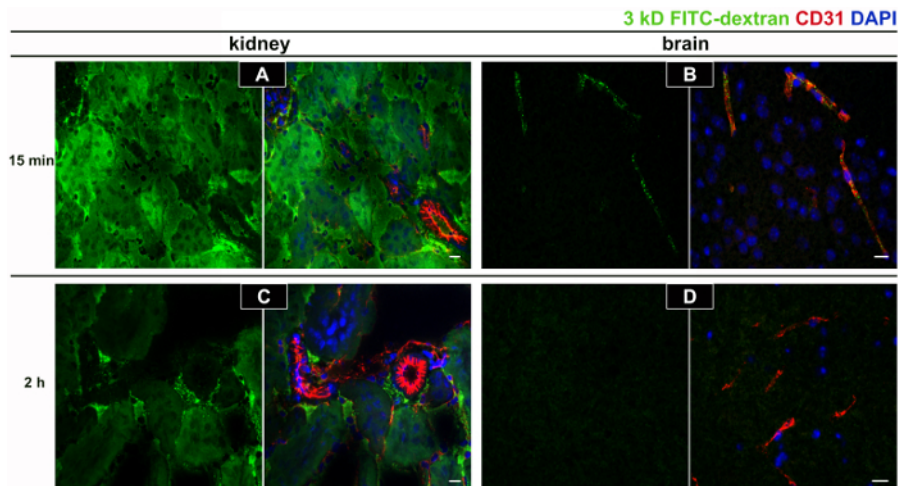 3 kD FITC-dextran CD31 DAPI
kidney brain
A B
15 min
C D
2 h